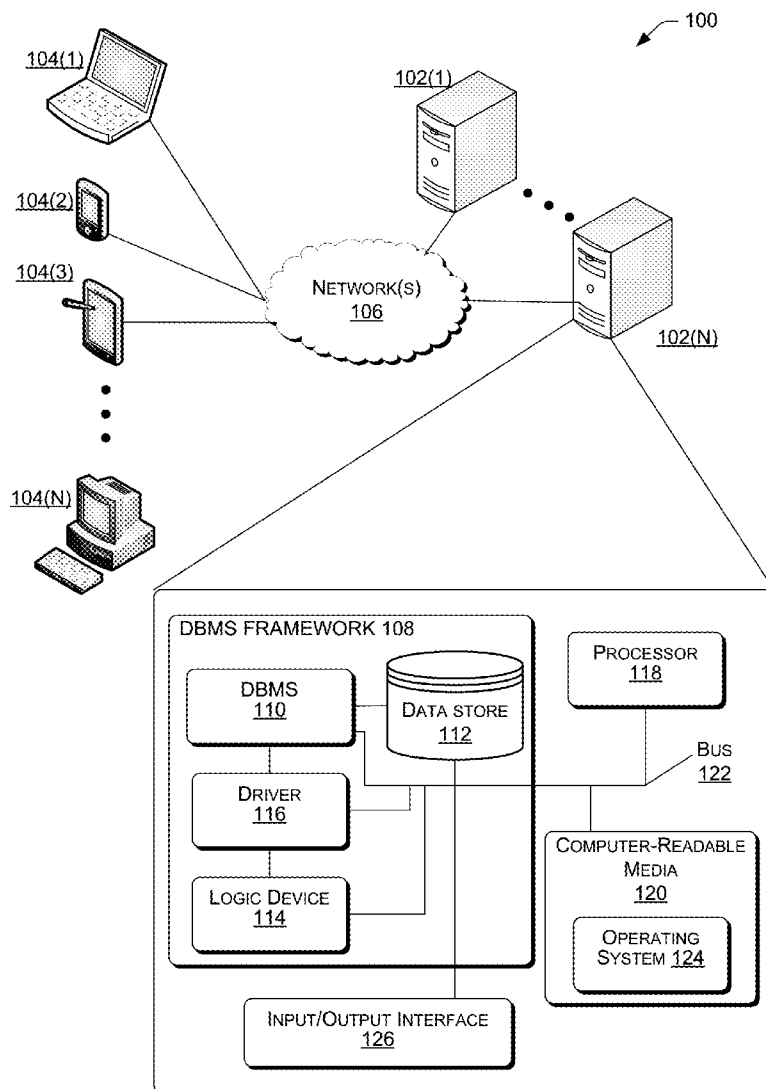 100
104(1)
102(1)
104(2)
104(3)
NETWORK(S)
106
102(N)
104(N)
DBMS FRAMEWORK 108
PROCESSOR
118
DBMS
110
DATA STORE
112
BUS
122
DRIVER
116
COMPUTER-READABLE
MEDIA
120
LOGIC DEVICE
114
OPERATING
SYSTEM 124
INPUT/OUTPUT INTERFACE
126